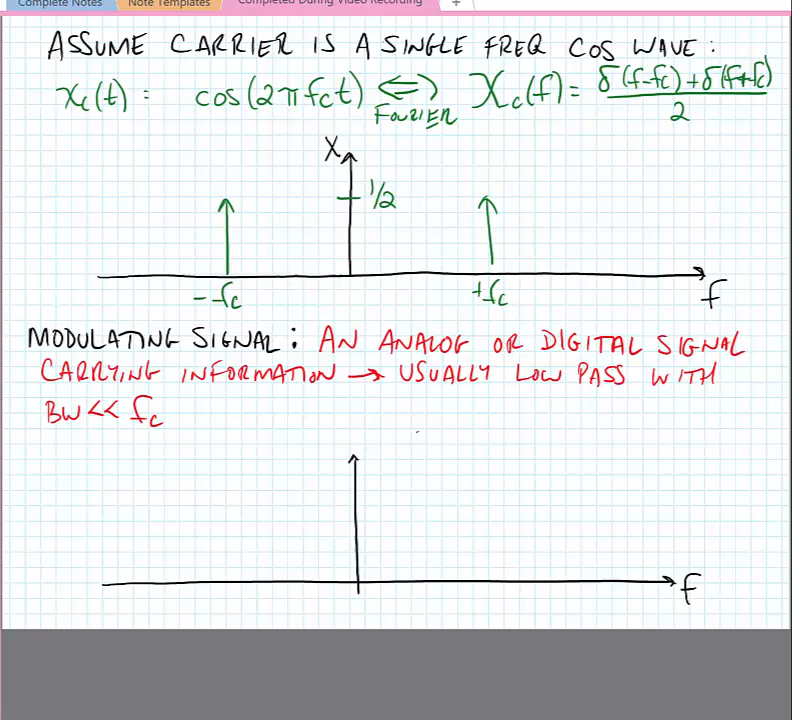 Complete Notes Note Templates Completed During Video Recording +
ASSUME CARRIER IS A SINGLE FREQ COS WAVE:
xc(t) = cos(2πfct) ⇔ Xc(f) = δ(f-fc)+δ(f+fc)
FOURIER 2
X
1/2
-fc +fc f
MODULATING SIGNAL: AN ANALOG OR DIGITAL SIGNAL
CARRYING INFORMATION → USUALLY LOW PASS WITH
BW << fc
f